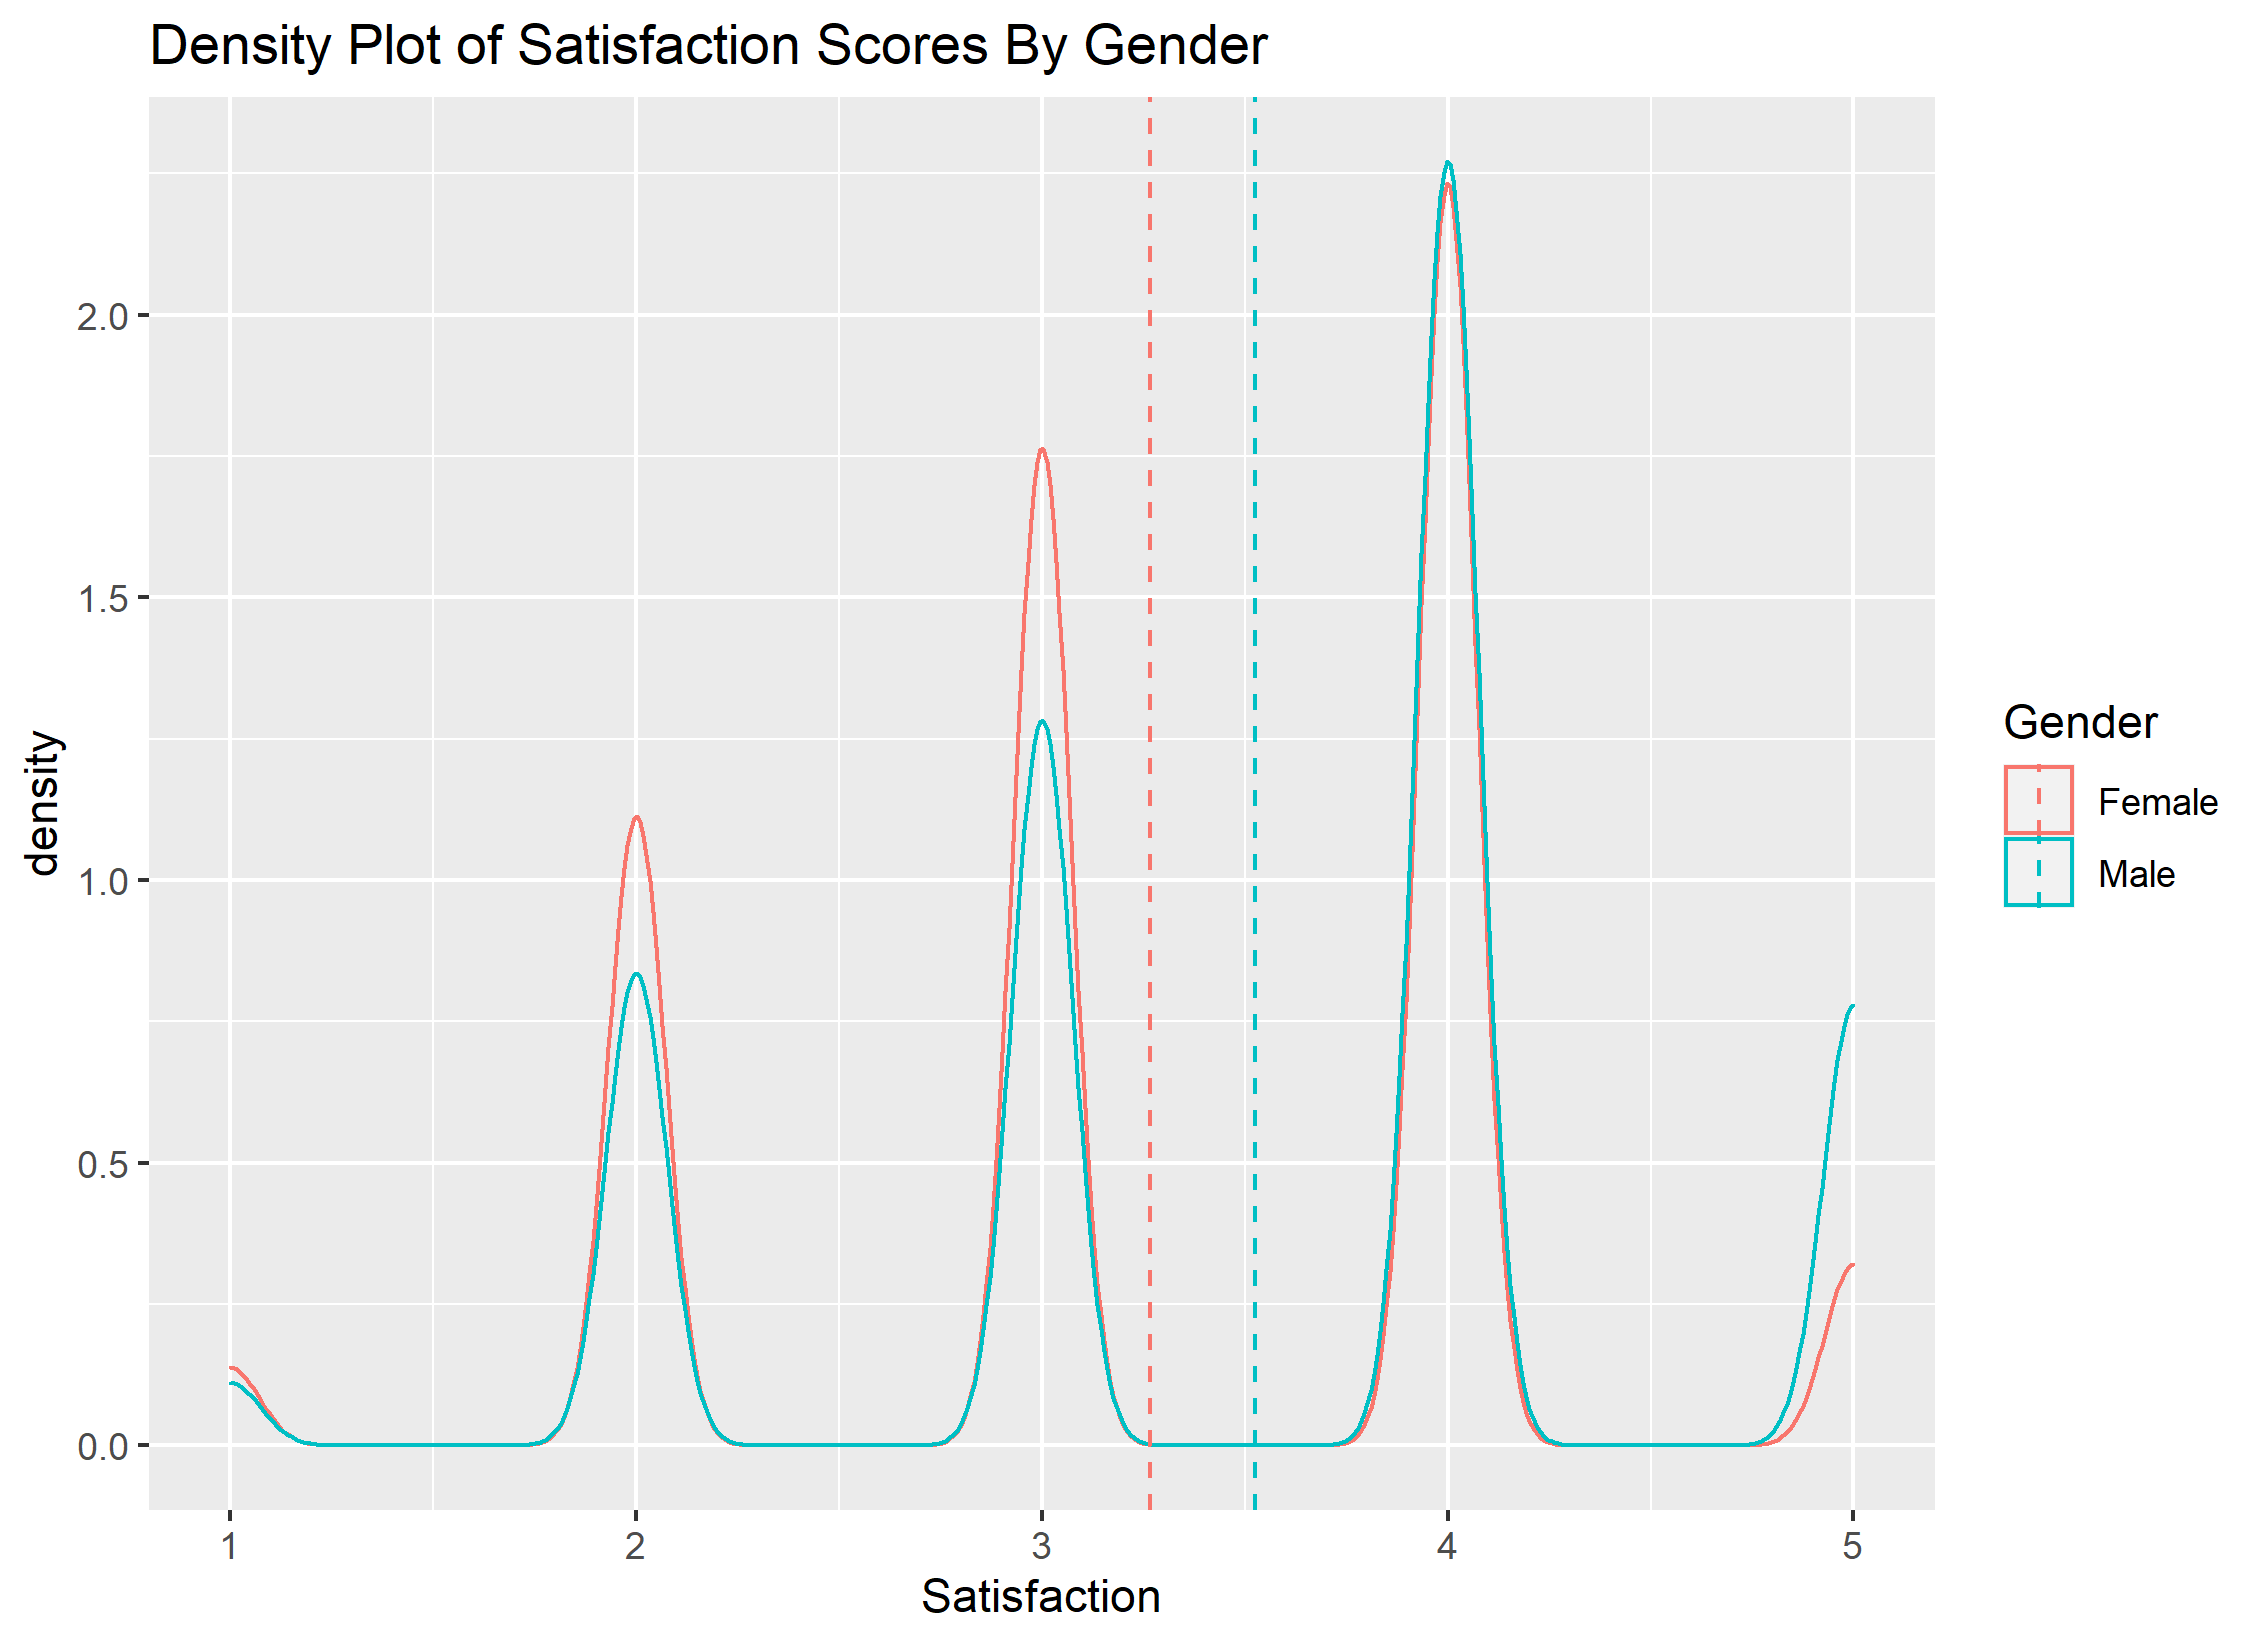 Density Plot of Satisfaction Scores By Gender
density
2.0
1.5
1.0
0.5
0.0
1 2 3 4 5
Satisfaction
Gender
Female
Male